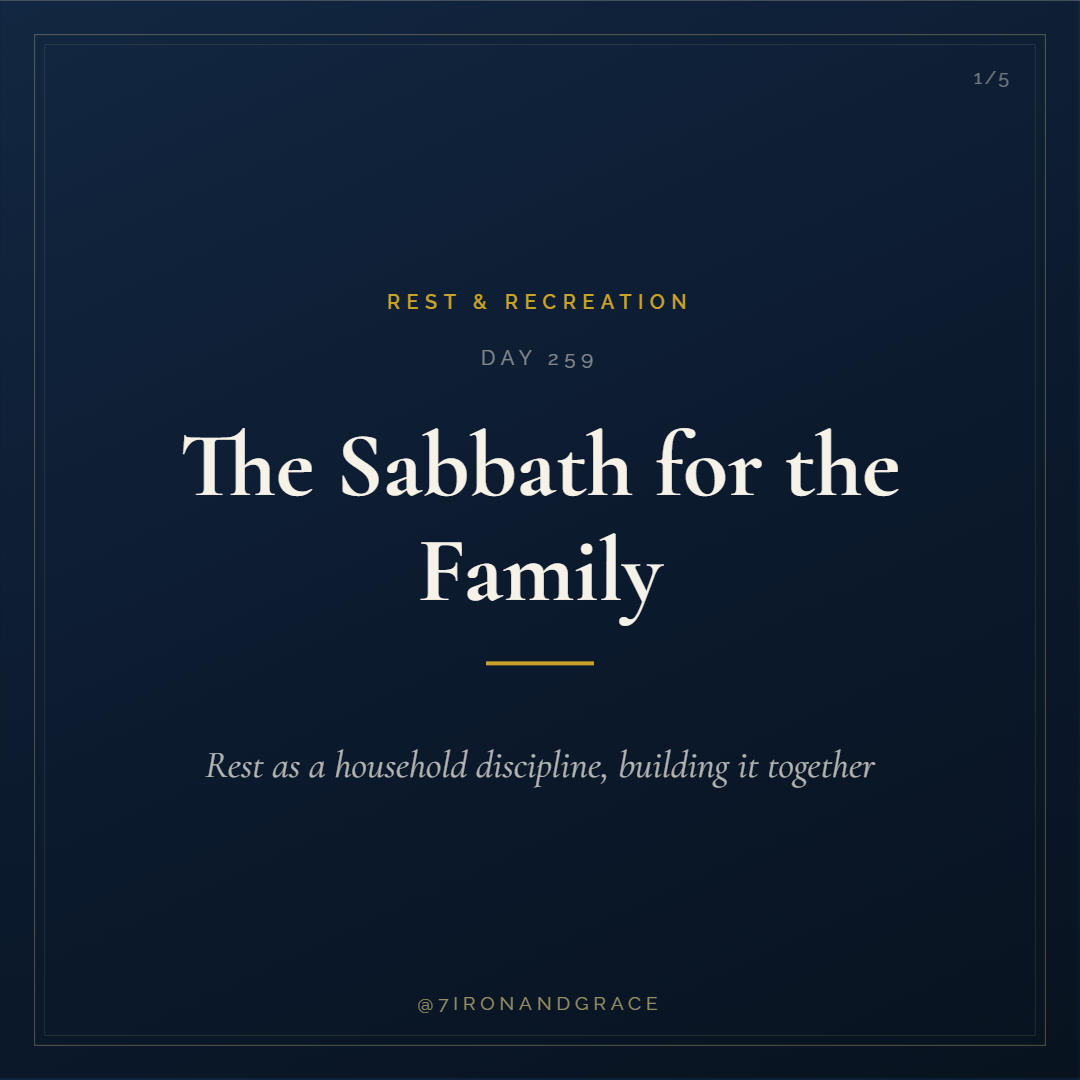 1/5
REST & RECREATION
DAY 259
The Sabbath for the
Family
Rest as a household discipline, building it together
@7IRONANDGRACE